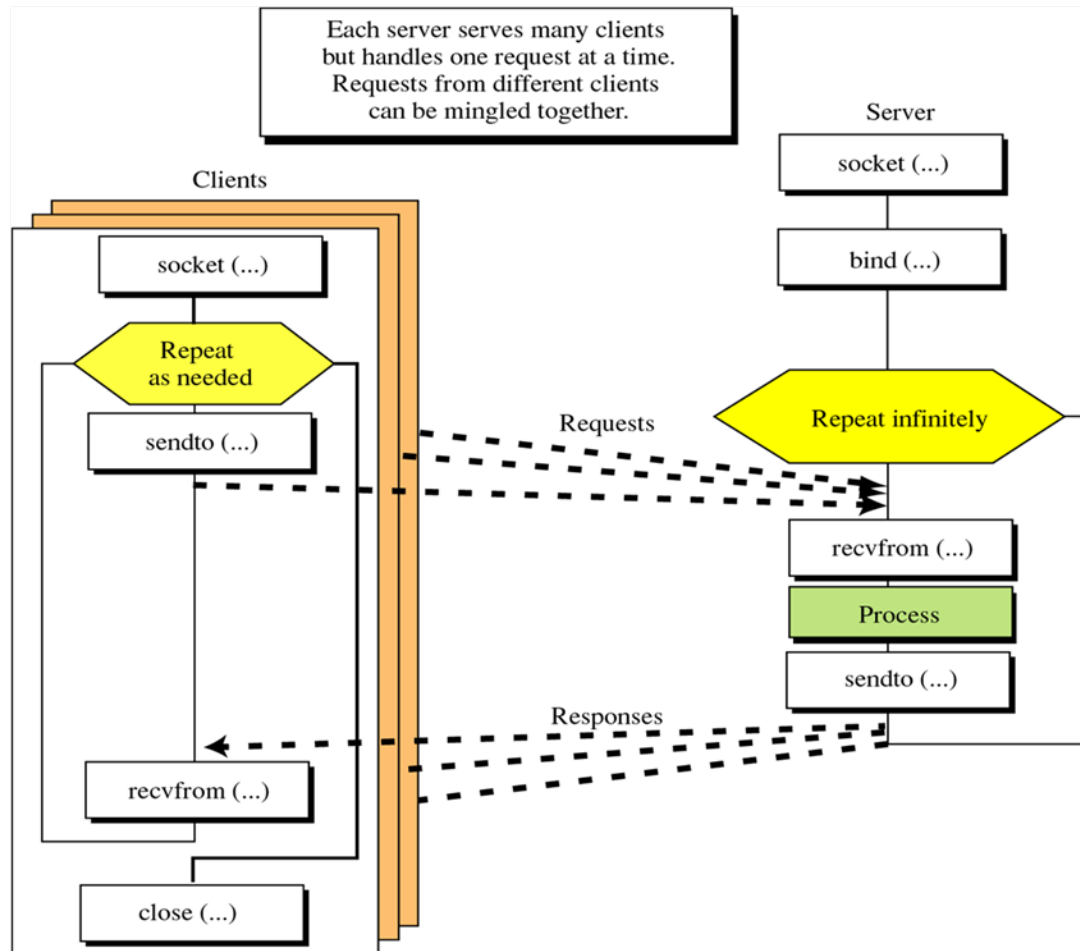 Each server serves many clients
but handles one request at a time.
Requests from different clients
can be mingled together.
Server
socket (...)
bind (...)
Repeat infinitely
recvfrom (...)
Process
sendto (...)
Clients
socket (...)
Repeat
as needed
sendto (...)
recvfrom (...)
close (...)
Requests
Responses